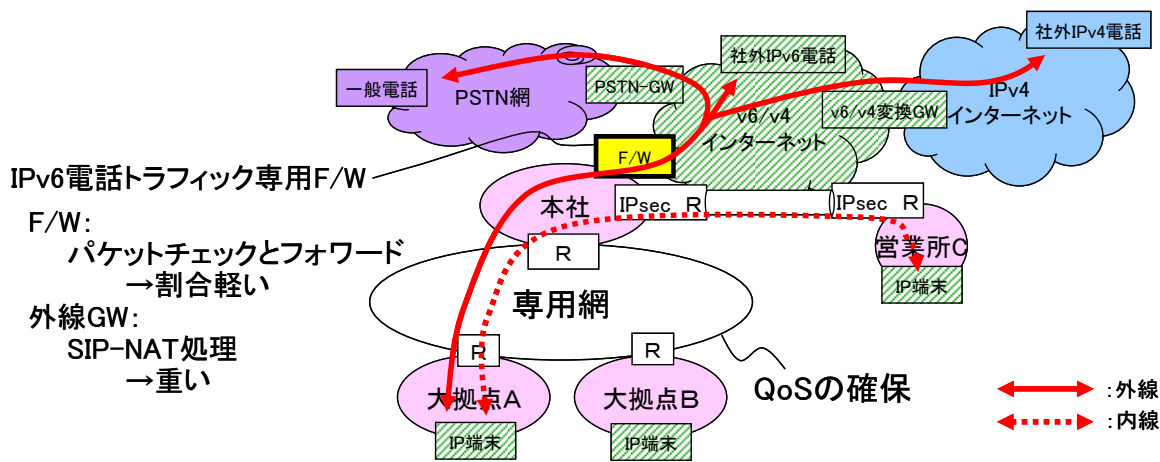 社外IPv4電話
社外IPv6電話
一般電話
PSTN網
PSTN-GW
v6/v4
インターネット
v6/v4変換GW
IPv4
インターネット
F/W
IPv6電話トラフィック専用F/W
F/W:
パケットチェックとフォワード
→割合軽い
外線GW:
SIP-NAT処理
→重い
本社
IPsec R
IPsec R
営業所C
IP端末
R
専用網
R
R
大拠点A
大拠点B
QoSの確保
IP端末
IP端末
:外線
:内線